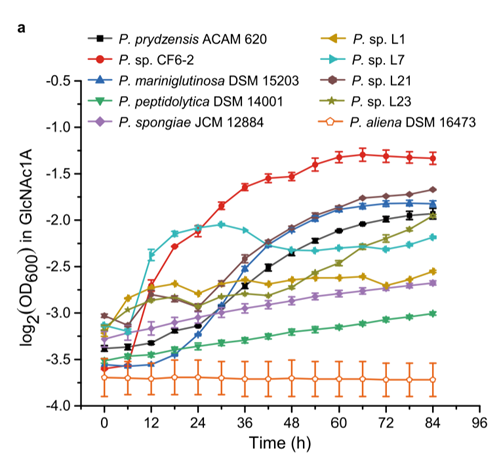 a
P. prydzensis ACAM 620
P. sp. CF6-2
P. mariniglutinosa DSM 15203
P. peptidolytica DSM 14001
P. spongiae JCM 12884
P. sp. L1
P. sp. L7
P. sp. L21
P. sp. L23
P. aliena DSM 16473
log2(OD600) in GlcNAc1A
-0.5
-1.0
-1.5
-2.0
-2.5
-3.0
-3.5
-4.0
0 12 24 36 48 60 72 84 96
Time (h)